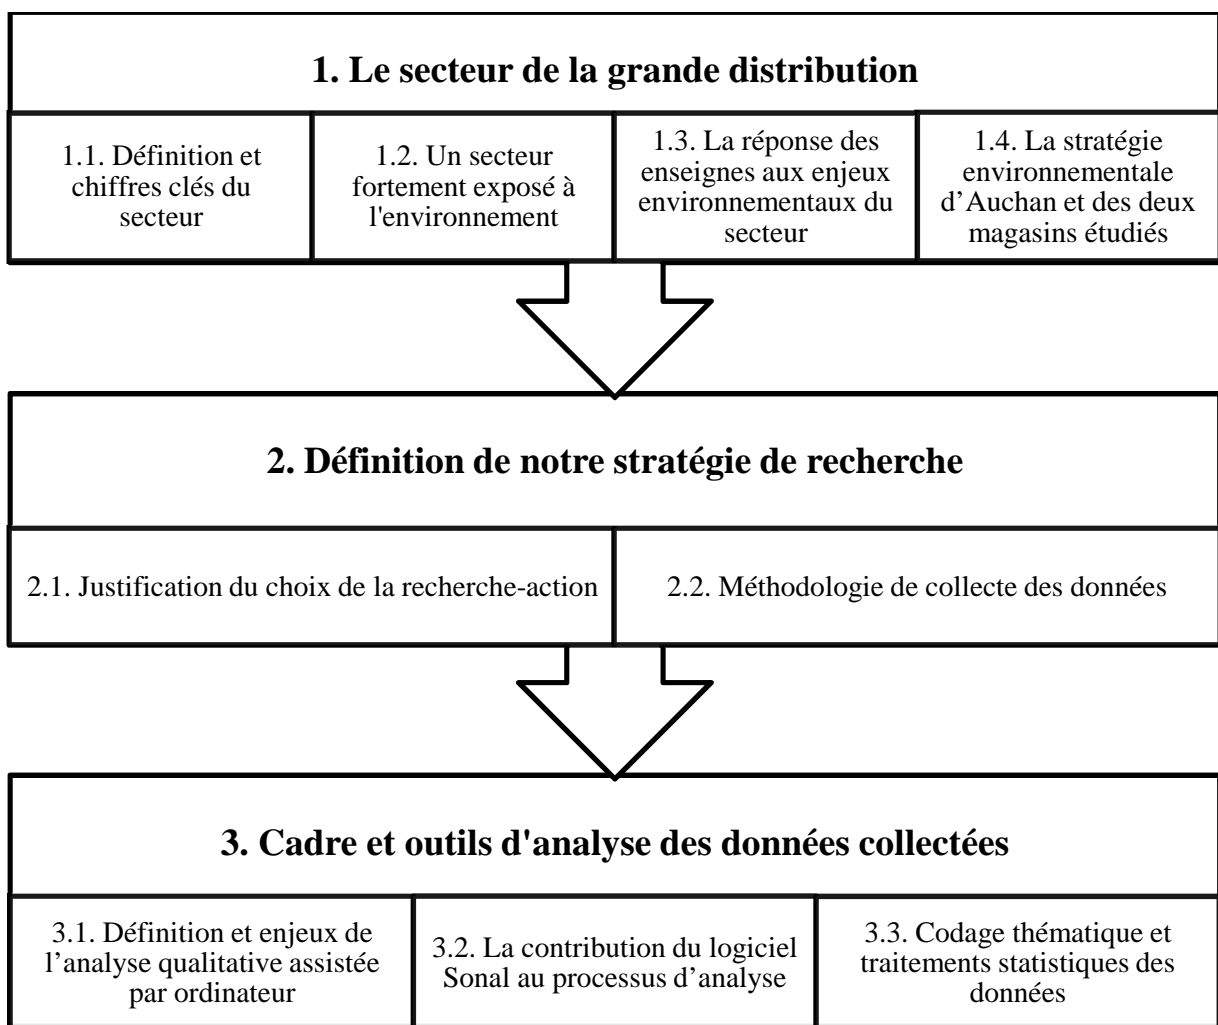 1. Le secteur de la grande distribution
1.1. Définition et
chiffres clés du
secteur
1.2. Un secteur
fortement exposé à
l'environnement
1.3. La réponse des
enseignes aux enjeux
environnementaux du
secteur
1.4. La stratégie
environnementale
d’Auchan et des deux
magasins étudiés
2. Définition de notre stratégie de recherche
2.1. Justification du choix de la recherche-action
2.2. Méthodologie de collecte des données
3. Cadre et outils d'analyse des données collectées
3.1. Définition et enjeux de
l’analyse qualitative assistée
par ordinateur
3.2. La contribution du logiciel
Sonal au processus d’analyse
3.3. Codage thématique et
traitements statistiques des
données